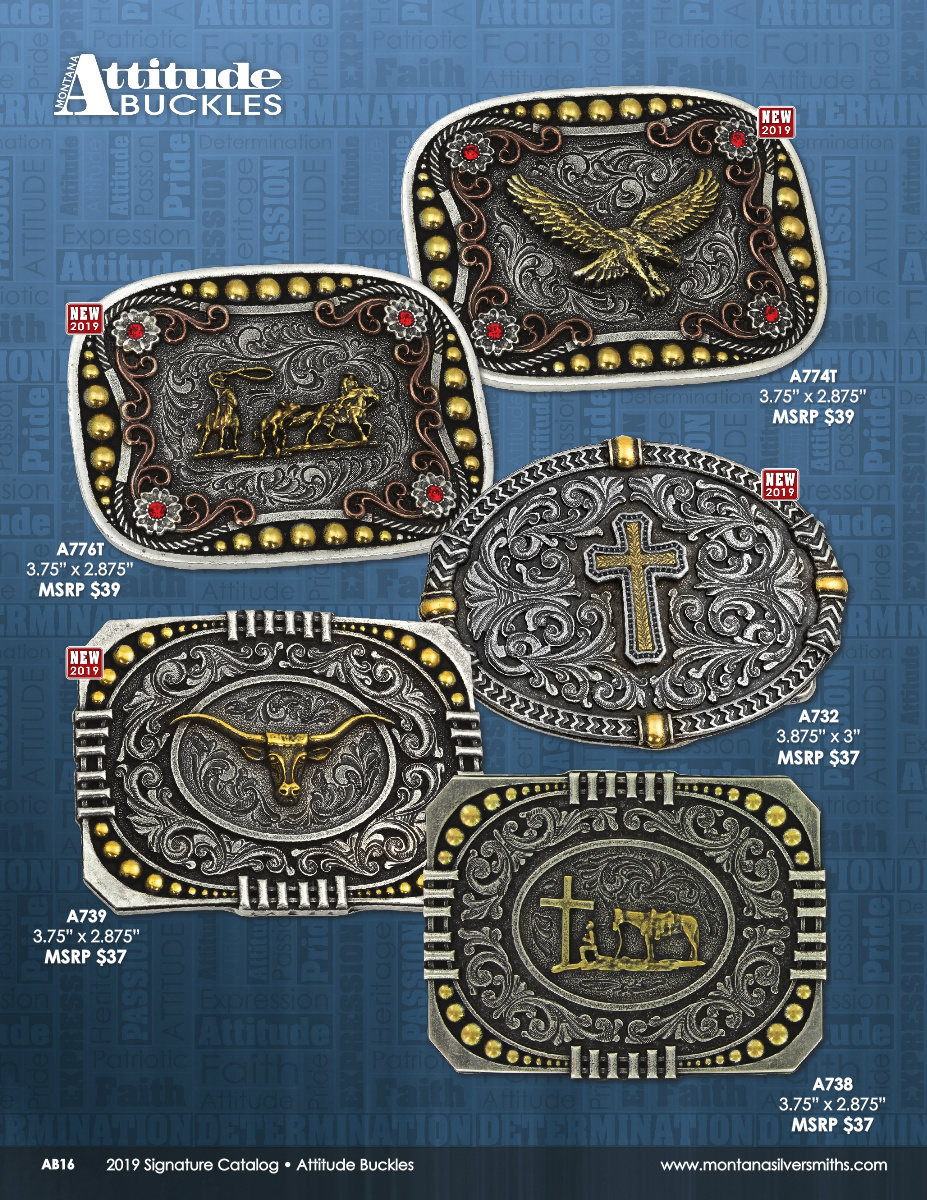 MONTANA
Attitude
BUCKLES
NEW
2019
A774T
3.75" x 2.875"
MSRP $39
NEW
2019
A776T
3.75" x 2.875"
MSRP $39
NEW
2019
A732
3.875" x 3"
MSRP $37
NEW
2019
A739
3.75" x 2.875"
MSRP $37
A738
3.75" x 2.875"
MSRP $37
AB16 2019 Signature Catalog • Attitude Buckles www.montanasilversmiths.com